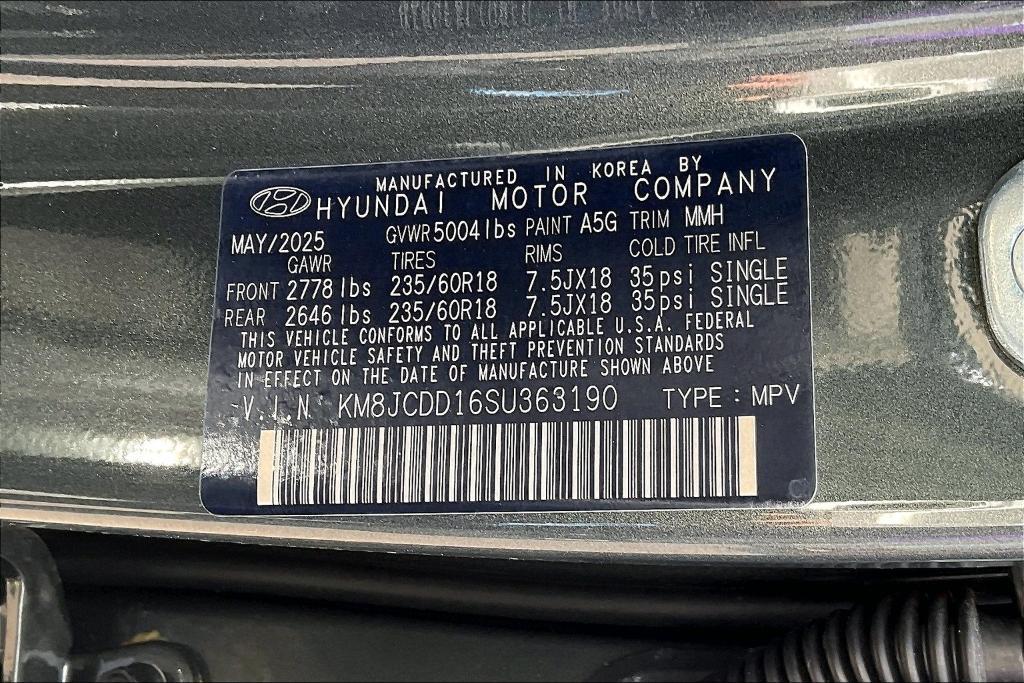 MANUFACTURED IN KOREA BY
HYUNDAI MOTOR COMPANY
MAY/2025 GVWR 5004 lbs PAINT A5G TRIM MMH
GAWR TIRES RIMS COLD TIRE INFL
FRONT 2778 lbs 235/60R18 7.5JX18 35psi SINGLE
REAR 2646 lbs 235/60R18 7.5JX18 35psi SINGLE
THIS VEHICLE CONFORMS TO ALL APPLICABLE U.S.A. FEDERAL
MOTOR VEHICLE SAFETY AND THEFT PREVENTION STANDARDS
IN EFFECT ON THE DATE OF MANUFACTURE SHOWN ABOVE
V.I.N KM8JCDD16SU363190 TYPE : MPV